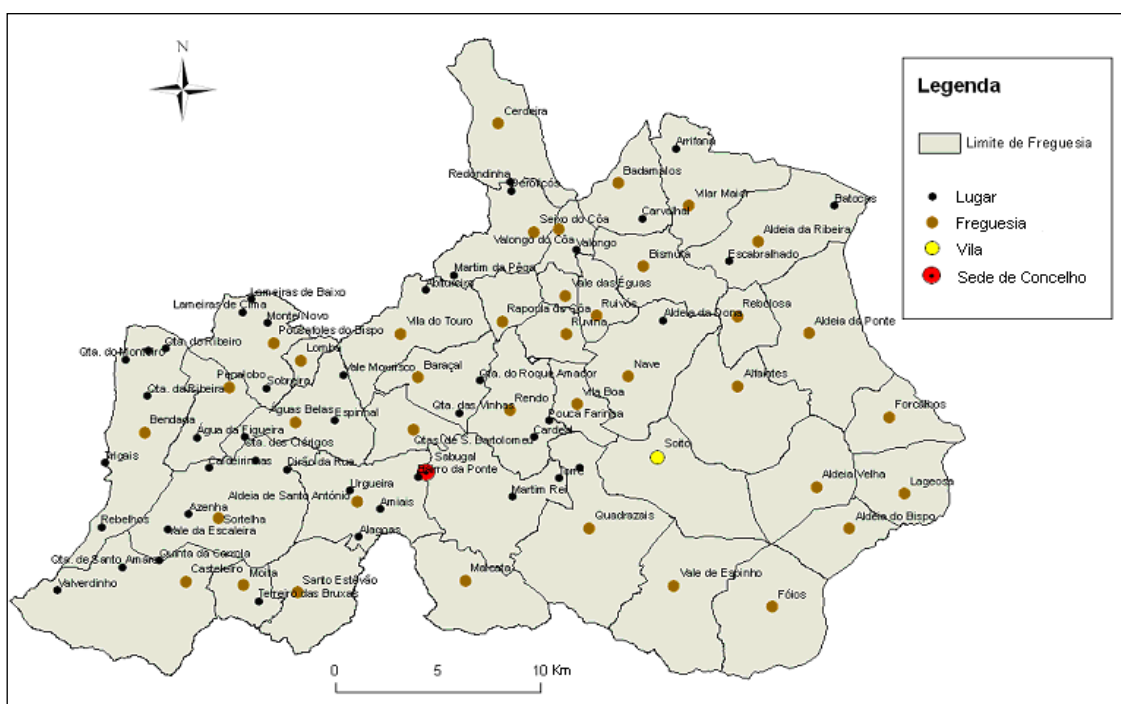 N
Legenda
Limite de Freguesia
Lugar
Freguesia
Vila
Sede de Concelho
Cerdeira
Arrifana
Redondinha
Badamalos
Vilar Maior
Batocas
Seixo do Côa
Carvalhal
Valongo do Côa
Valongo
Aldeia da Ribeira
Escabralhado
Bismula
Martim da Pêga
Abitureira
Vale das Éguas
Lameiras de Baixo
Lameiras de Cima
Monte Novo
Rapoula do Côa
Ruivós
Rebolosa
Aldeia da Dona
Aldeia da Ponte
Vila do Touro
Ruvina
Pousafoles do Bispo
Qta. do Ribeiro
Qta. do Monteiro
Lomba
Vale Mourisco
Baraçal
Qta. do Roque Amador
Nave
Alfaiates
Penalobo
Qta. da Ribeira
Sobreira
Rendo
Vila Boa
Forcalhos
Qta. das Vinhas
Pouca Farinha
Águas Belas
Espinhal
Bendada
Água da Figueira
Qta. dos Clérigos
Qtas. de S. Bartolomeu
Cardeal
Soito
Sabugal
Bairro da Ponte
Trigais
Caldeirinhas
Dirão da Rua
Torre
Aldeia Velha
Lageosa
Urgueira
Martim Rei
Aldeia de Santo António
Amiais
Azenha
Sortelha
Rebelhos
Vale da Escaleira
Alagoas
Quadrazais
Aldeia do Bispo
Qta. de Santo Amaro
Casteleiro
Valverdinho
Moita
Santo Estêvão
Terreiro das Bruxas
Malcata
Vale de Espinho
Fóios
0 5 10 Km